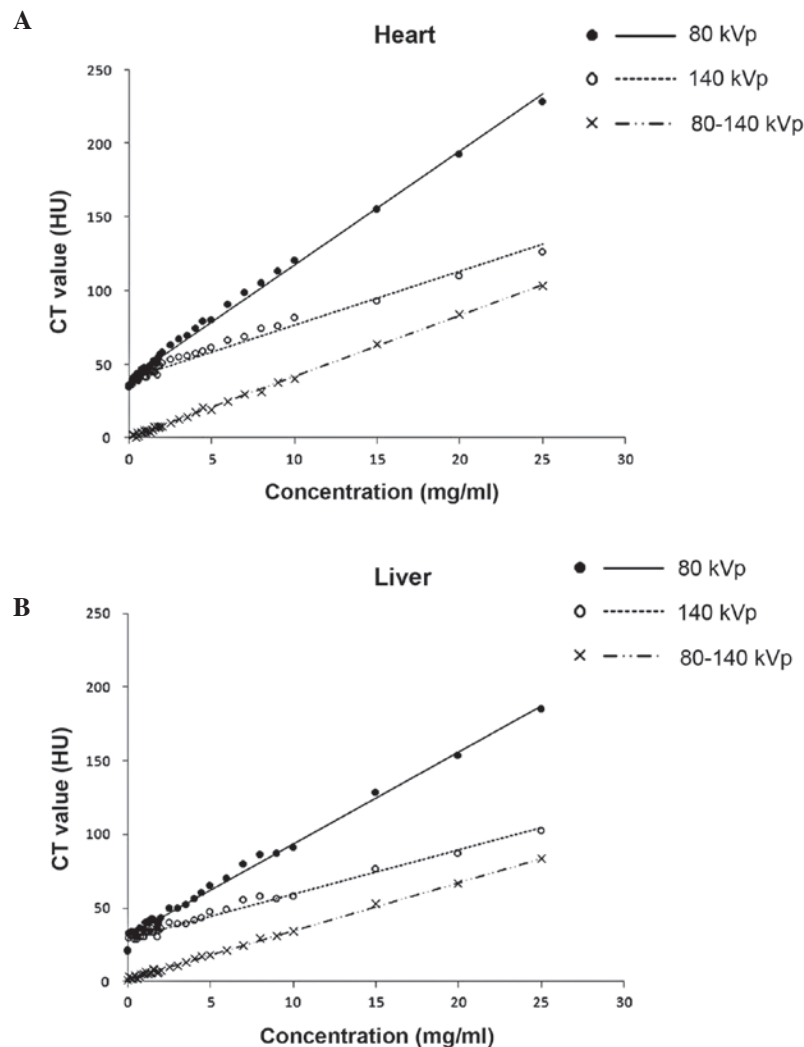 A
Heart
80 kVp
140 kVp
80-140 kVp
250
200
150
100
50
0
CT value (HU)
0 5 10 15 20 25 30
Concentration (mg/ml)
B
Liver
80 kVp
140 kVp
80-140 kVp
250
200
150
100
50
0
CT value (HU)
0 5 10 15 20 25 30
Concentration (mg/ml)